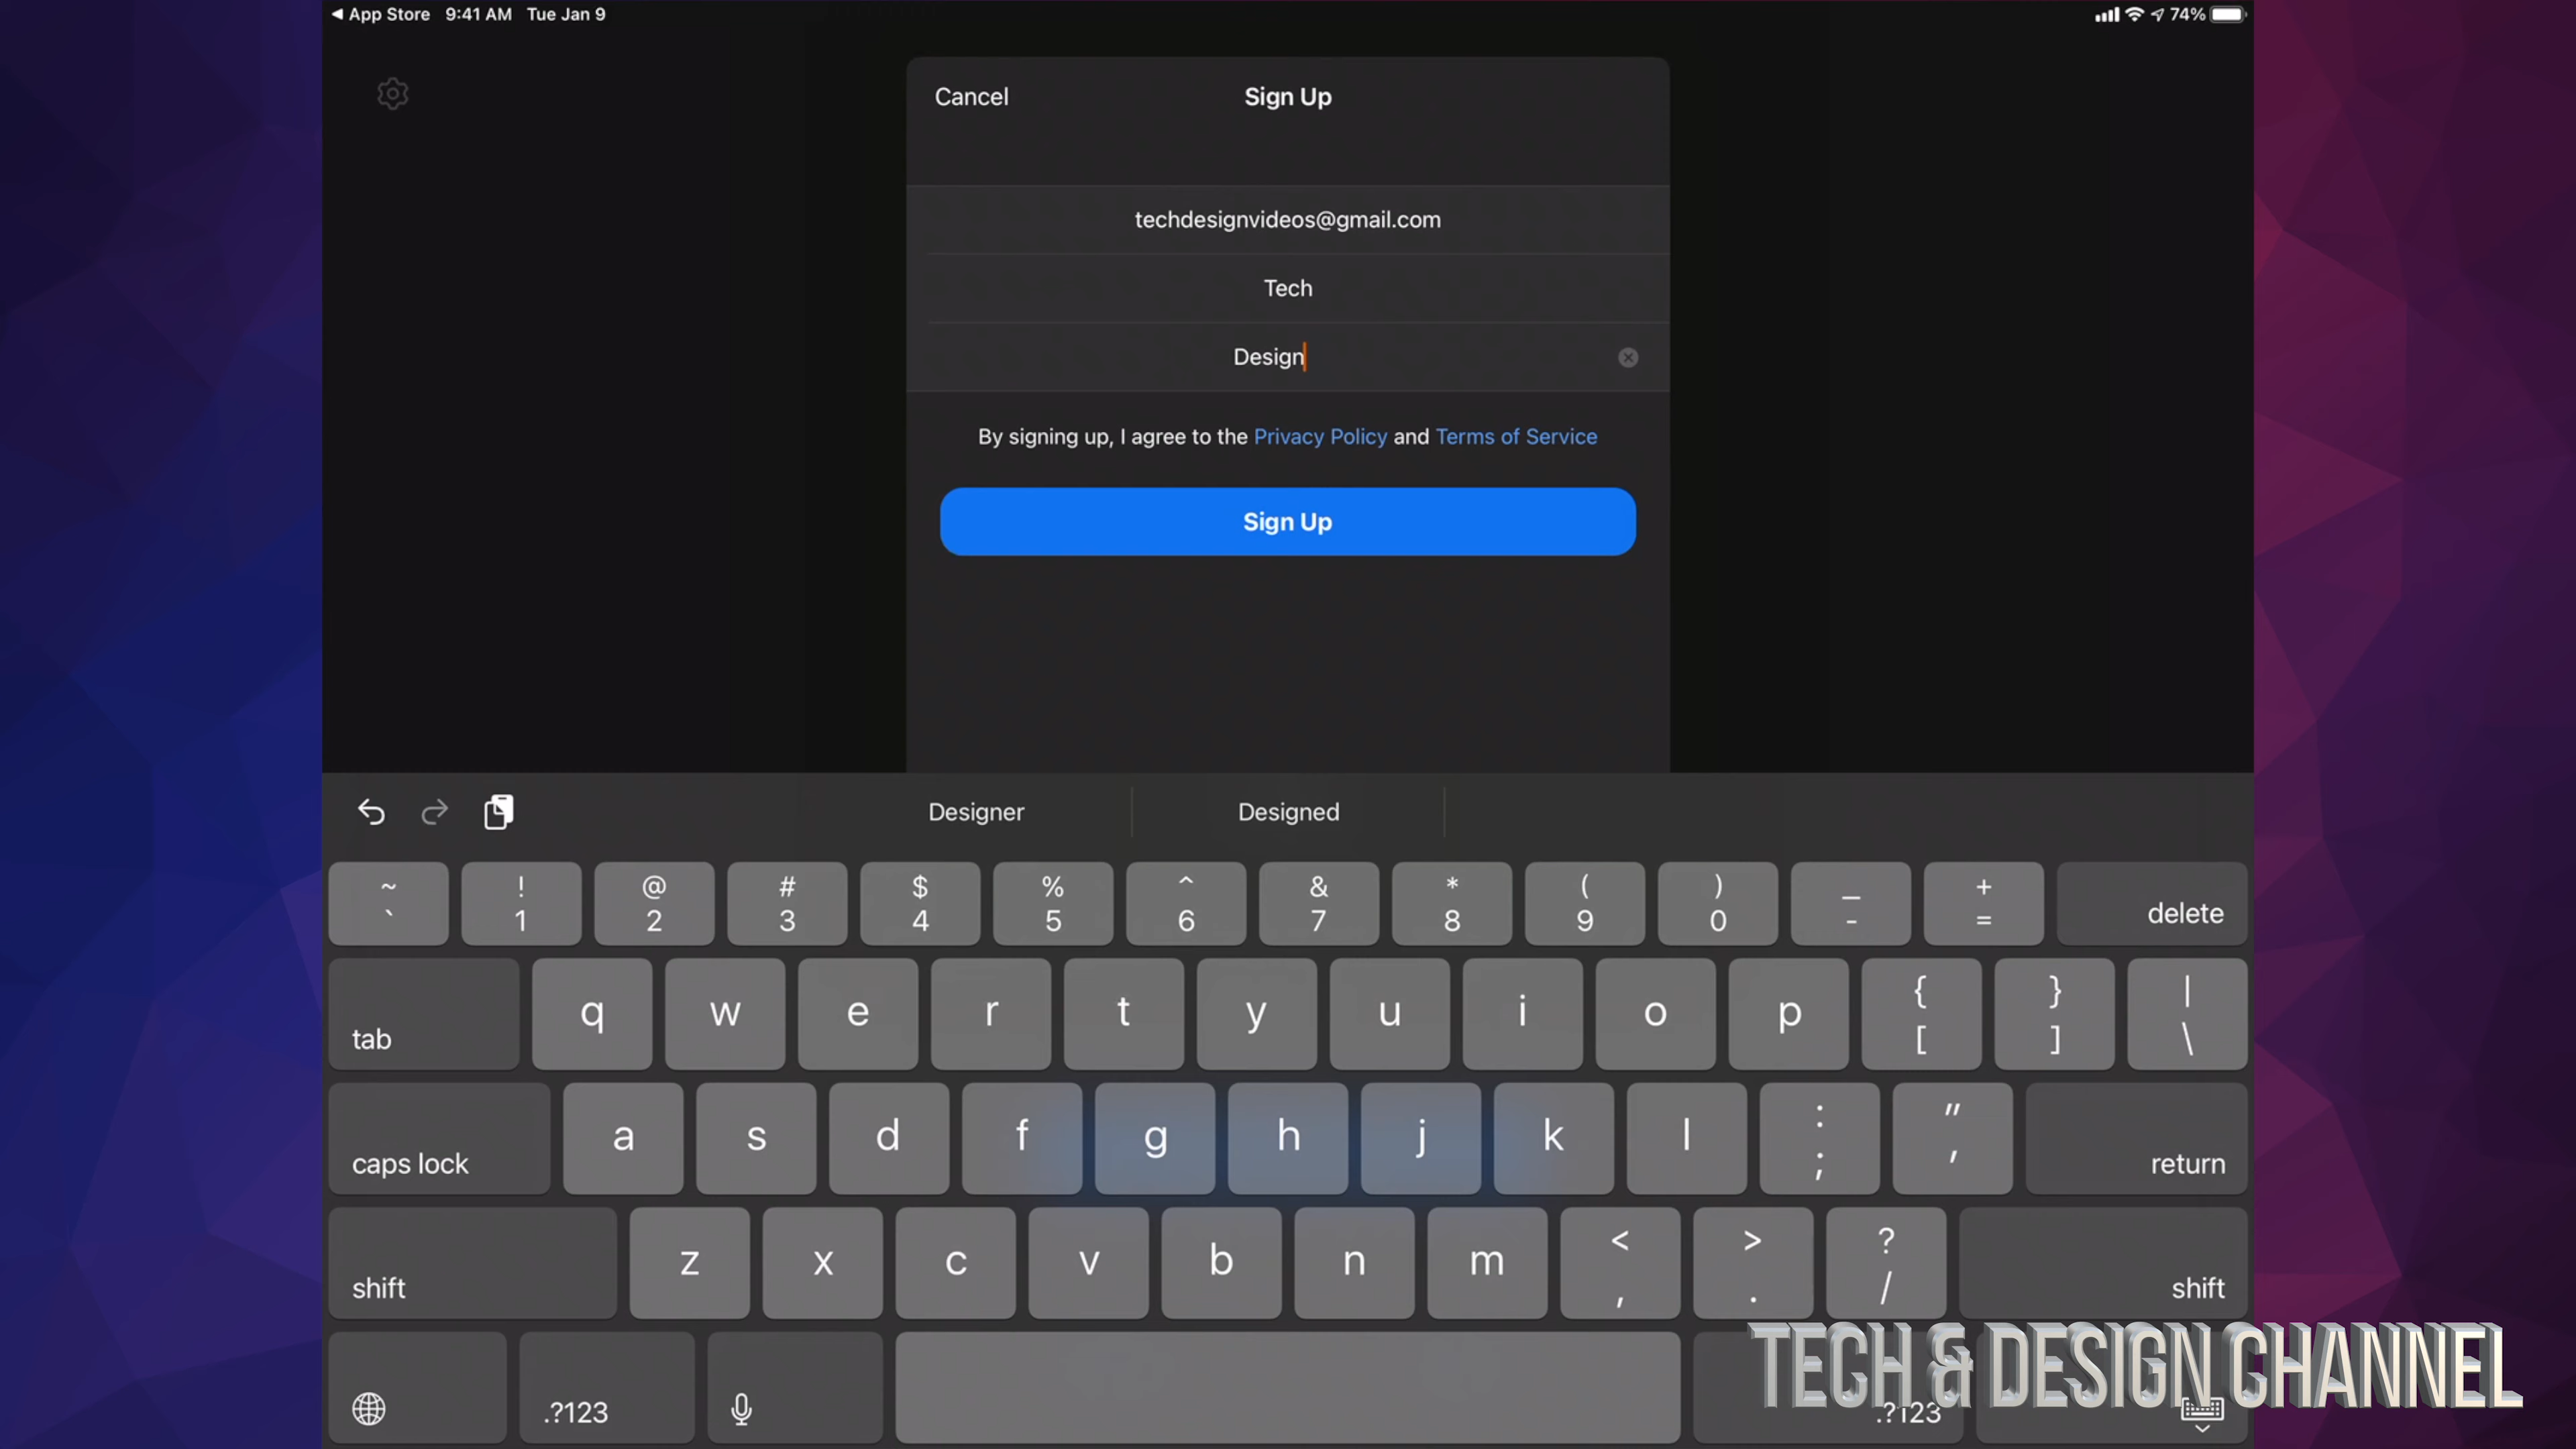 App Store 9:41 AM Tue Jan 9 74%
Cancel Sign Up
techdesignvideos@gmail.com
Tech
Design
By signing up, I agree to the Privacy Policy and Terms of Service
Sign Up
Designer Designed
~ ! @ # $ % ^ & * ( ) _ +
` 1 2 3 4 5 6 7 8 9 0 - = delete
tab q w e r t y u i o p { [ } ] | \
caps lock a s d f g h j k l : ; " ' return
shift z x c v b n m < , > . ? / shift
.?123 .?123
TECH & DESIGN CHANNEL